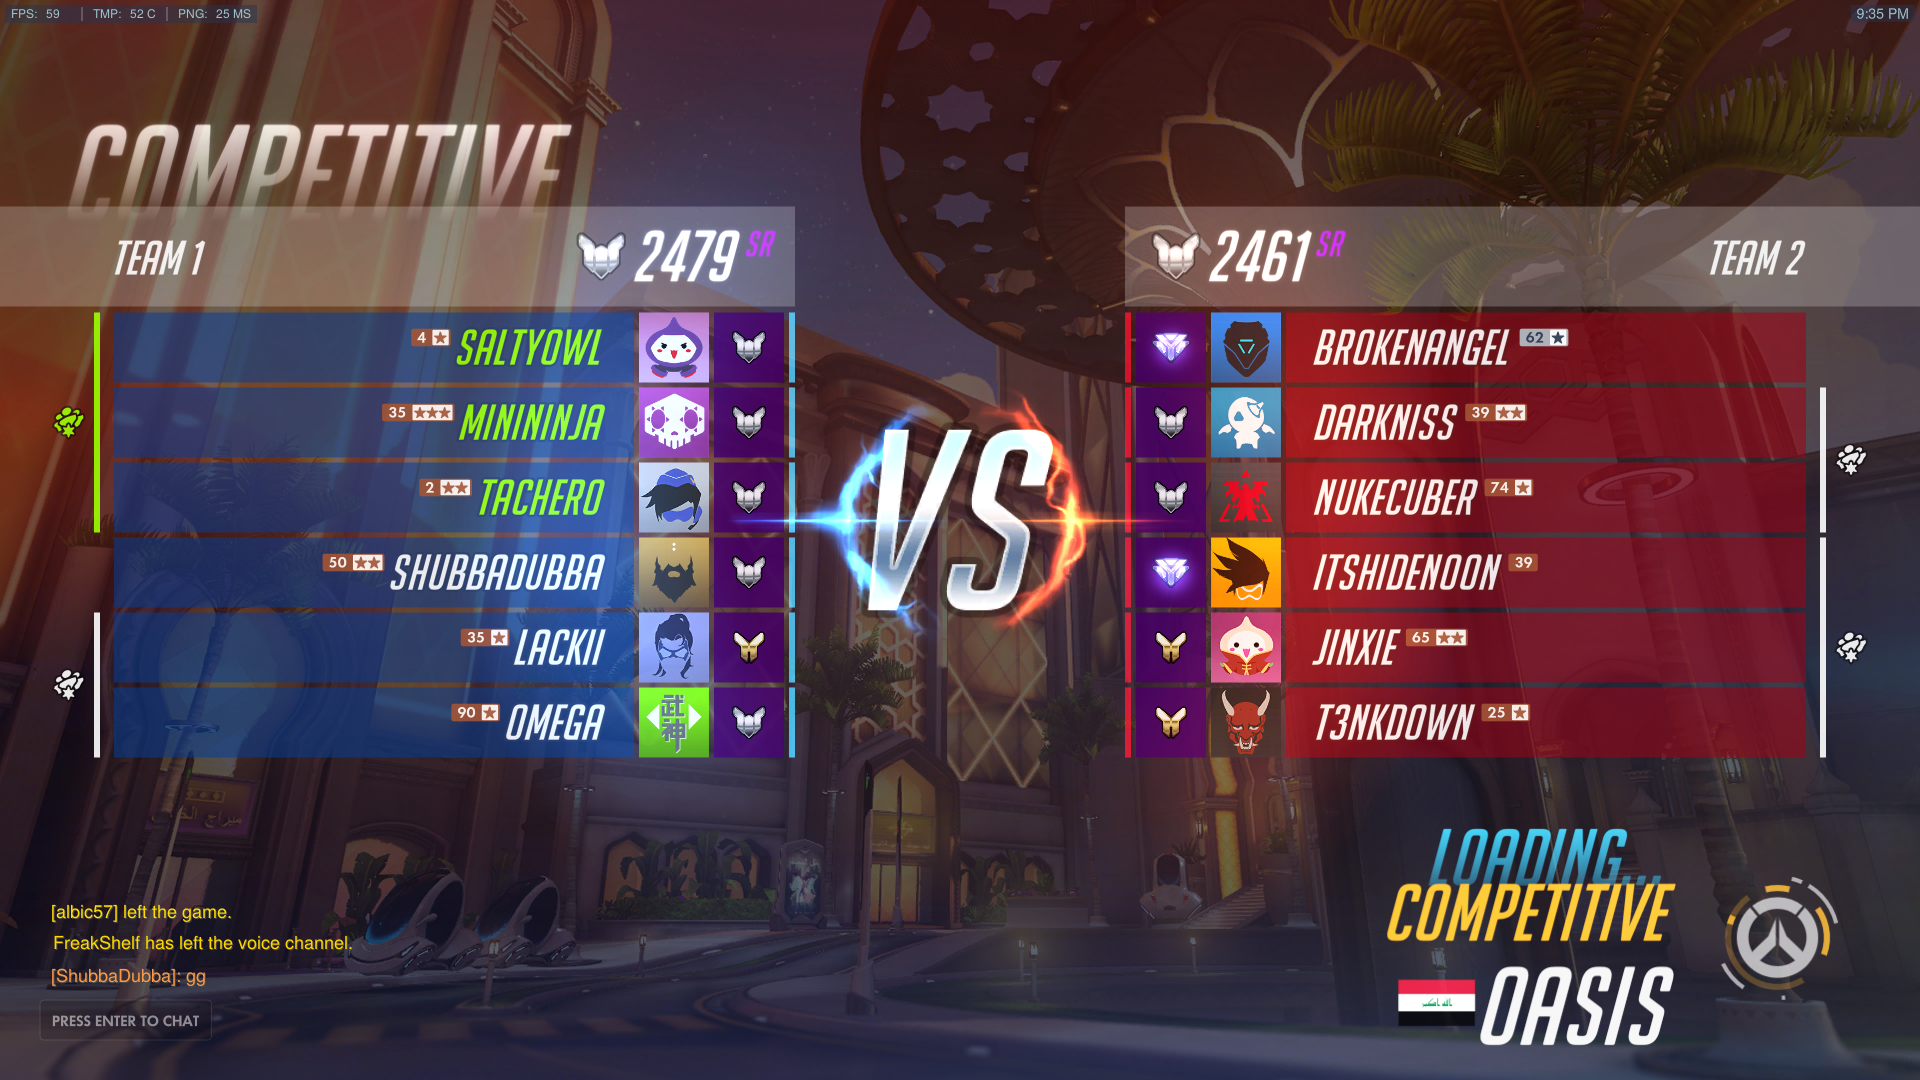 FPS: 59 | TMP: 52 C | PNG: 25 MS
9:35 PM
COMPETITIVE
TEAM 1
2479 SR
2461 SR
TEAM 2
4 SALTYOWL
35 MINININJA
2 TACHERO
50 SHUBBADUBBA
35 LACKII
90 OMEGA
武神
VS
BROKENANGEL 62
DARKNISS 39
NUKECUBER 74
ITSHIDENOON 39
JINXIE 65
T3NKDOWN 25
[albic57] left the game.
FreakShelf has left the voice channel.
[ShubbaDubba]: gg
PRESS ENTER TO CHAT
LOADING...
COMPETITIVE
OASIS